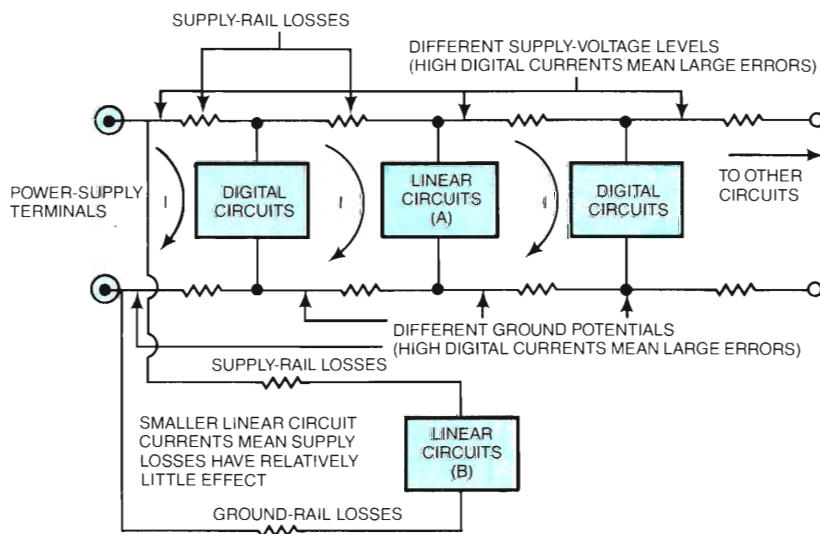 SUPPLY-RAIL LOSSES
DIFFERENT SUPPLY-VOLTAGE LEVELS
(HIGH DIGITAL CURRENTS MEAN LARGE ERRORS)
POWER-SUPPLY
TERMINALS
I
DIGITAL
CIRCUITS
I
LINEAR
CIRCUITS
(A)
I
DIGITAL
CIRCUITS
TO OTHER
CIRCUITS
DIFFERENT GROUND POTENTIALS
(HIGH DIGITAL CURRENTS MEAN LARGE ERRORS)
SUPPLY-RAIL LOSSES
SMALLER LINEAR CIRCUIT
CURRENTS MEAN SUPPLY
LOSSES HAVE RELATIVELY
LITTLE EFFECT
LINEAR
CIRCUITS
(B)
GROUND-RAIL LOSSES